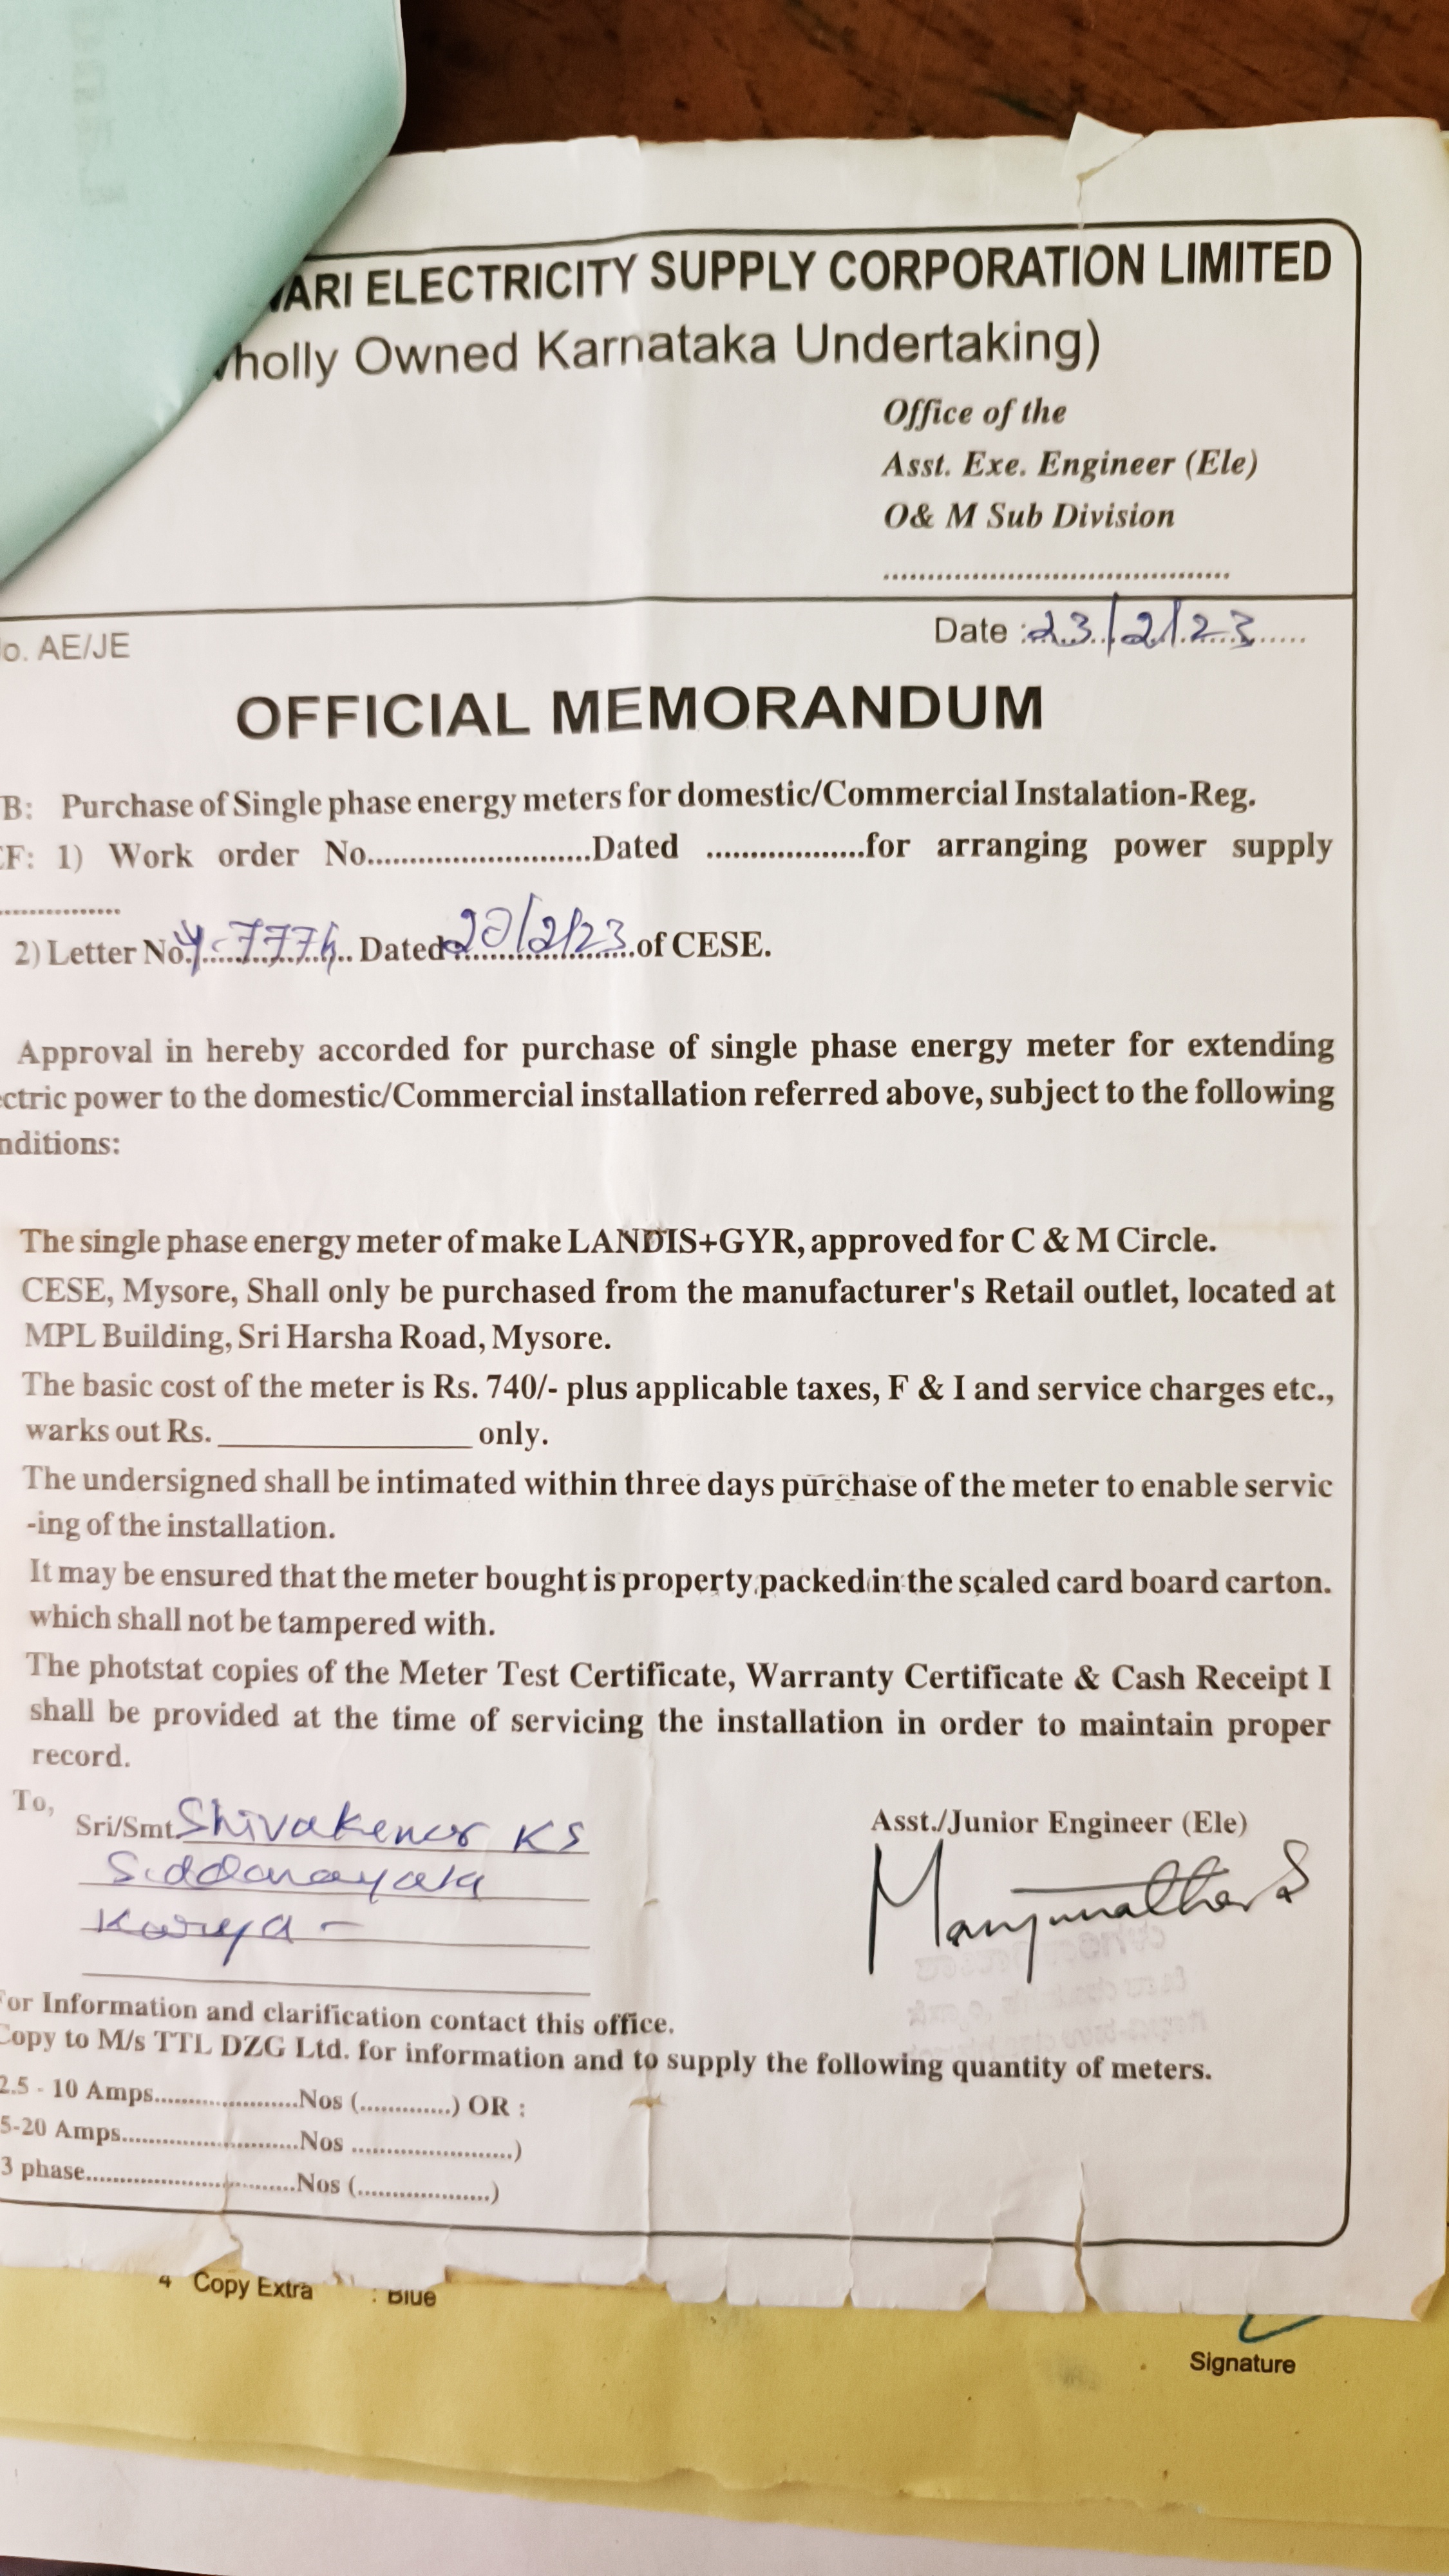 ARI ELECTRICITY SUPPLY CORPORATION LIMITED
holly Owned Karnataka Undertaking)
Office of the
Asst. Exe. Engineer (Ele)
O& M Sub Division
........................................
o. AE/JE
Date :23/2/23
OFFICIAL MEMORANDUM
B: Purchase of Single phase energy meters for domestic/Commercial Instalation-Reg.
F: 1) Work order No..........................Dated ..................for arranging power supply
..............
2) Letter No. Dated 20/2/23 of CESE.
Approval in hereby accorded for purchase of single phase energy meter for extending
ctric power to the domestic/Commercial installation referred above, subject to the following
nditions:
The single phase energy meter of make LANDIS+GYR, approved for C & M Circle.
CESE, Mysore, Shall only be purchased from the manufacturer's Retail outlet, located at
MPL Building, Sri Harsha Road, Mysore.
The basic cost of the meter is Rs. 740/- plus applicable taxes, F & I and service charges etc.,
warks out Rs. ______________ only.
The undersigned shall be intimated within three days purchase of the meter to enable servic
-ing of the installation.
It may be ensured that the meter bought is property packed in the scaled card board carton.
which shall not be tampered with.
The photstat copies of the Meter Test Certificate, Warranty Certificate & Cash Receipt I
shall be provided at the time of servicing the installation in order to maintain proper
record.
To,
Sri/Smt Shivakumar KS
Asst./Junior Engineer (Ele)
Manjunatha S
For Information and clarification contact this office.
Copy to M/s TTL DZG Ltd. for information and to supply the following quantity of meters.
2.5 - 10 Amps......................Nos (.............) OR :
5-20 Amps...........................Nos .......................)
3 phase................................Nos (...................)
4 Copy Extra : Blue
Signature